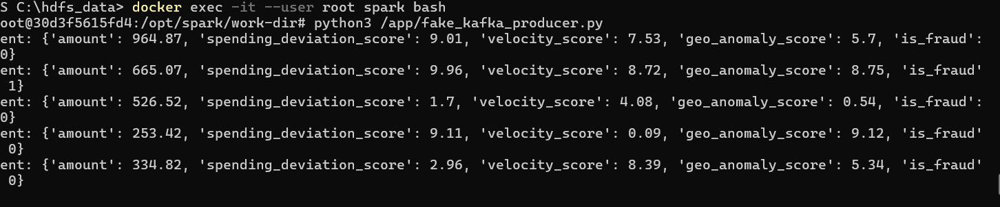 S C:\hdfs_data> docker exec -it --user root spark bash
oot@30d3f5615fd4:/opt/spark/work-dir# python3 /app/fake_kafka_producer.py
ent: {'amount': 964.87, 'spending_deviation_score': 9.01, 'velocity_score': 7.53, 'geo_anomaly_score': 5.7, 'is_fraud':
0}
ent: {'amount': 665.07, 'spending_deviation_score': 9.96, 'velocity_score': 8.72, 'geo_anomaly_score': 8.75, 'is_fraud'
1}
ent: {'amount': 526.52, 'spending_deviation_score': 1.7, 'velocity_score': 4.08, 'geo_anomaly_score': 0.54, 'is_fraud':
0}
ent: {'amount': 253.42, 'spending_deviation_score': 9.11, 'velocity_score': 0.09, 'geo_anomaly_score': 9.12, 'is_fraud'
0}
ent: {'amount': 334.82, 'spending_deviation_score': 2.96, 'velocity_score': 8.39, 'geo_anomaly_score': 5.34, 'is_fraud'
0}